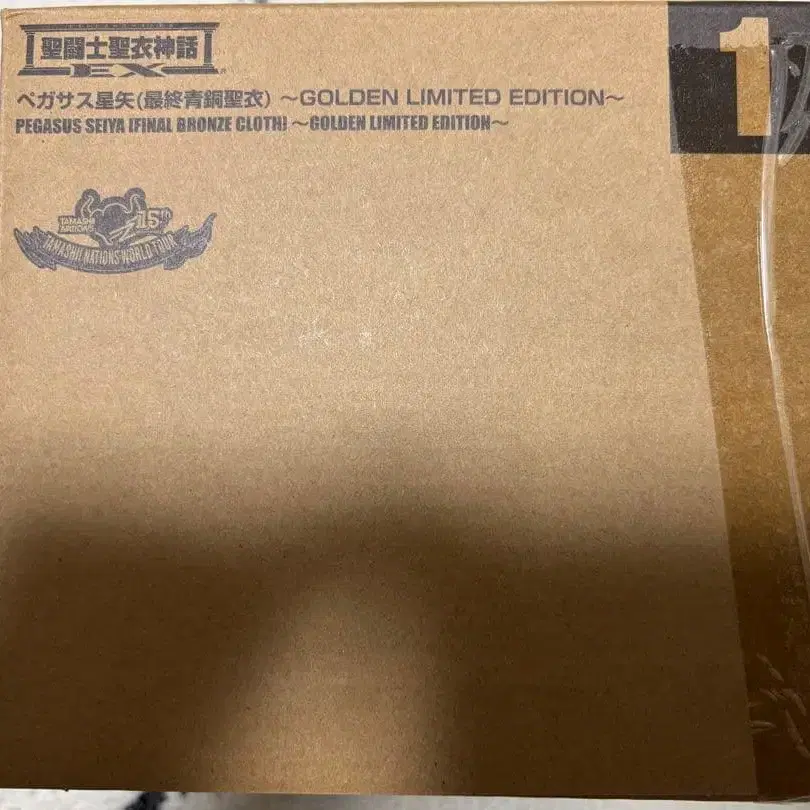 聖闘士聖衣神話
EX
1
ペガサス星矢(最終青銅聖衣) ～GOLDEN LIMITED EDITION～
PEGASUS SEIYA [FINAL BRONZE CLOTH] ～GOLDEN LIMITED EDITION～
TAMASHII NATIONS 15th
TAMASHII NATIONS WORLD TOUR